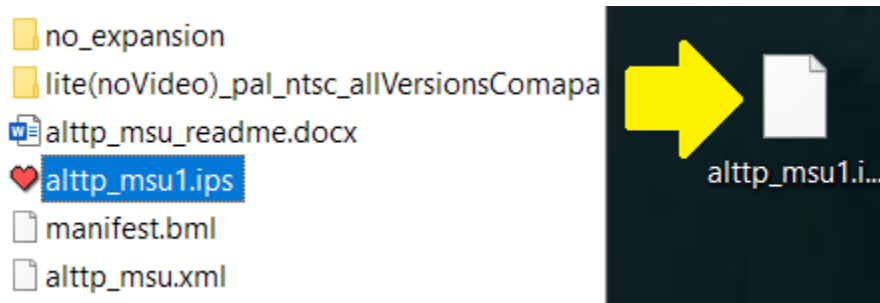 no_expansion
lite(noVideo)_pal_ntsc_allVersionsComapa
alttp_msu_readme.docx
alttp_msu1.ips
manifest.bml
alttp_msu.xml
alttp_msu1.i...